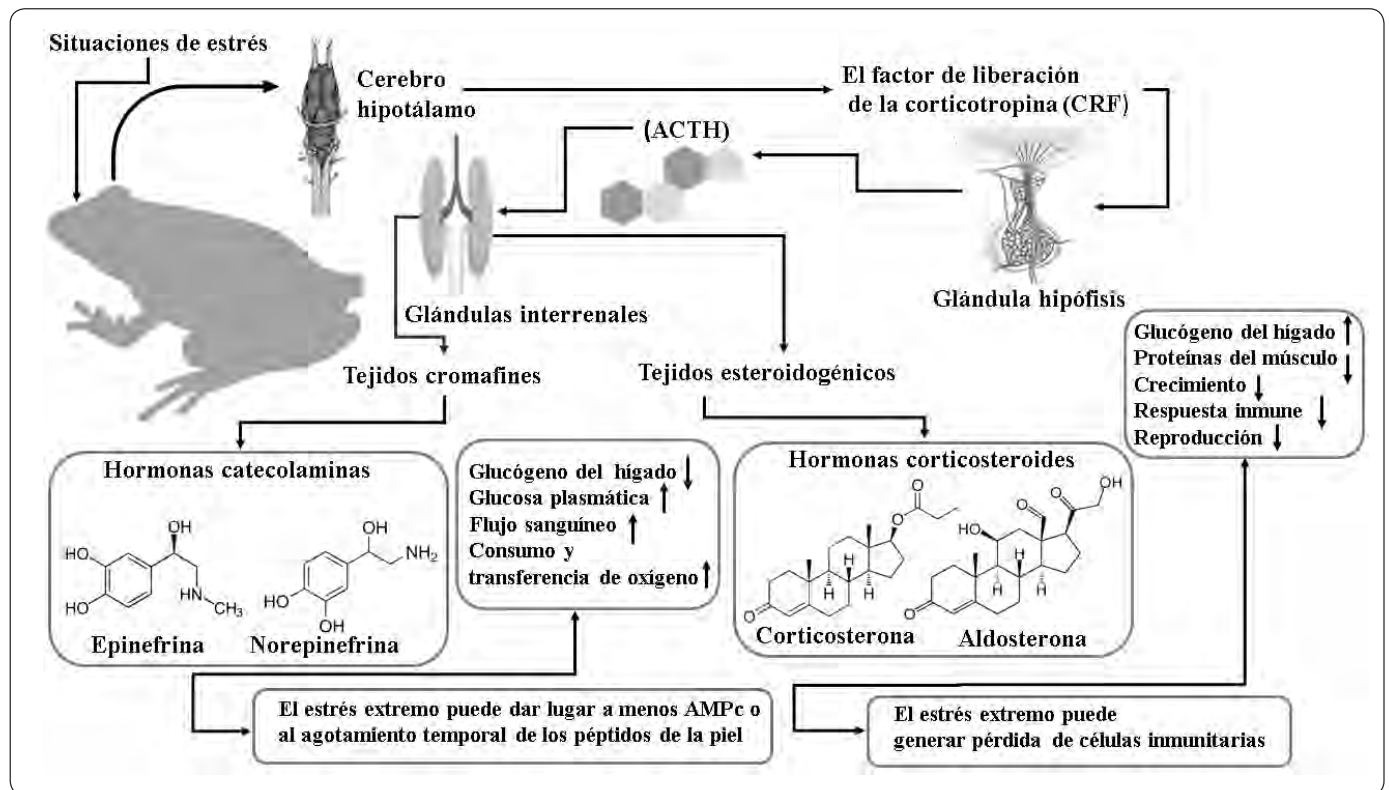 Situaciones de estrés
Cerebro
hipotálamo
El factor de liberación
de la corticotropina (CRF)
(ACTH)
Glándula hipófisis
Glándulas interrenales
Tejidos cromafines
Tejidos esteroidogénicos
Glucógeno del hígado ↑
Proteínas del músculo ↓
Crecimiento ↓
Respuesta inmune ↓
Reproducción ↓
Hormonas catecolaminas
OH
HO
HO
HN
CH3
Epinefrina
OH
NH2
HO
OH
Norepinefrina
Glucógeno del hígado ↓
Glucosa plasmática ↑
Flujo sanguíneo ↑
Consumo y
transferencia de oxígeno ↑
Hormonas corticosteroides
O
O
H
H
H
O
Corticosterona
O
OH
O
HO
H
H
H
O
Aldosterona
El estrés extremo puede dar lugar a menos AMPc o
al agotamiento temporal de los péptidos de la piel
El estrés extremo puede
generar pérdida de células inmunitarias